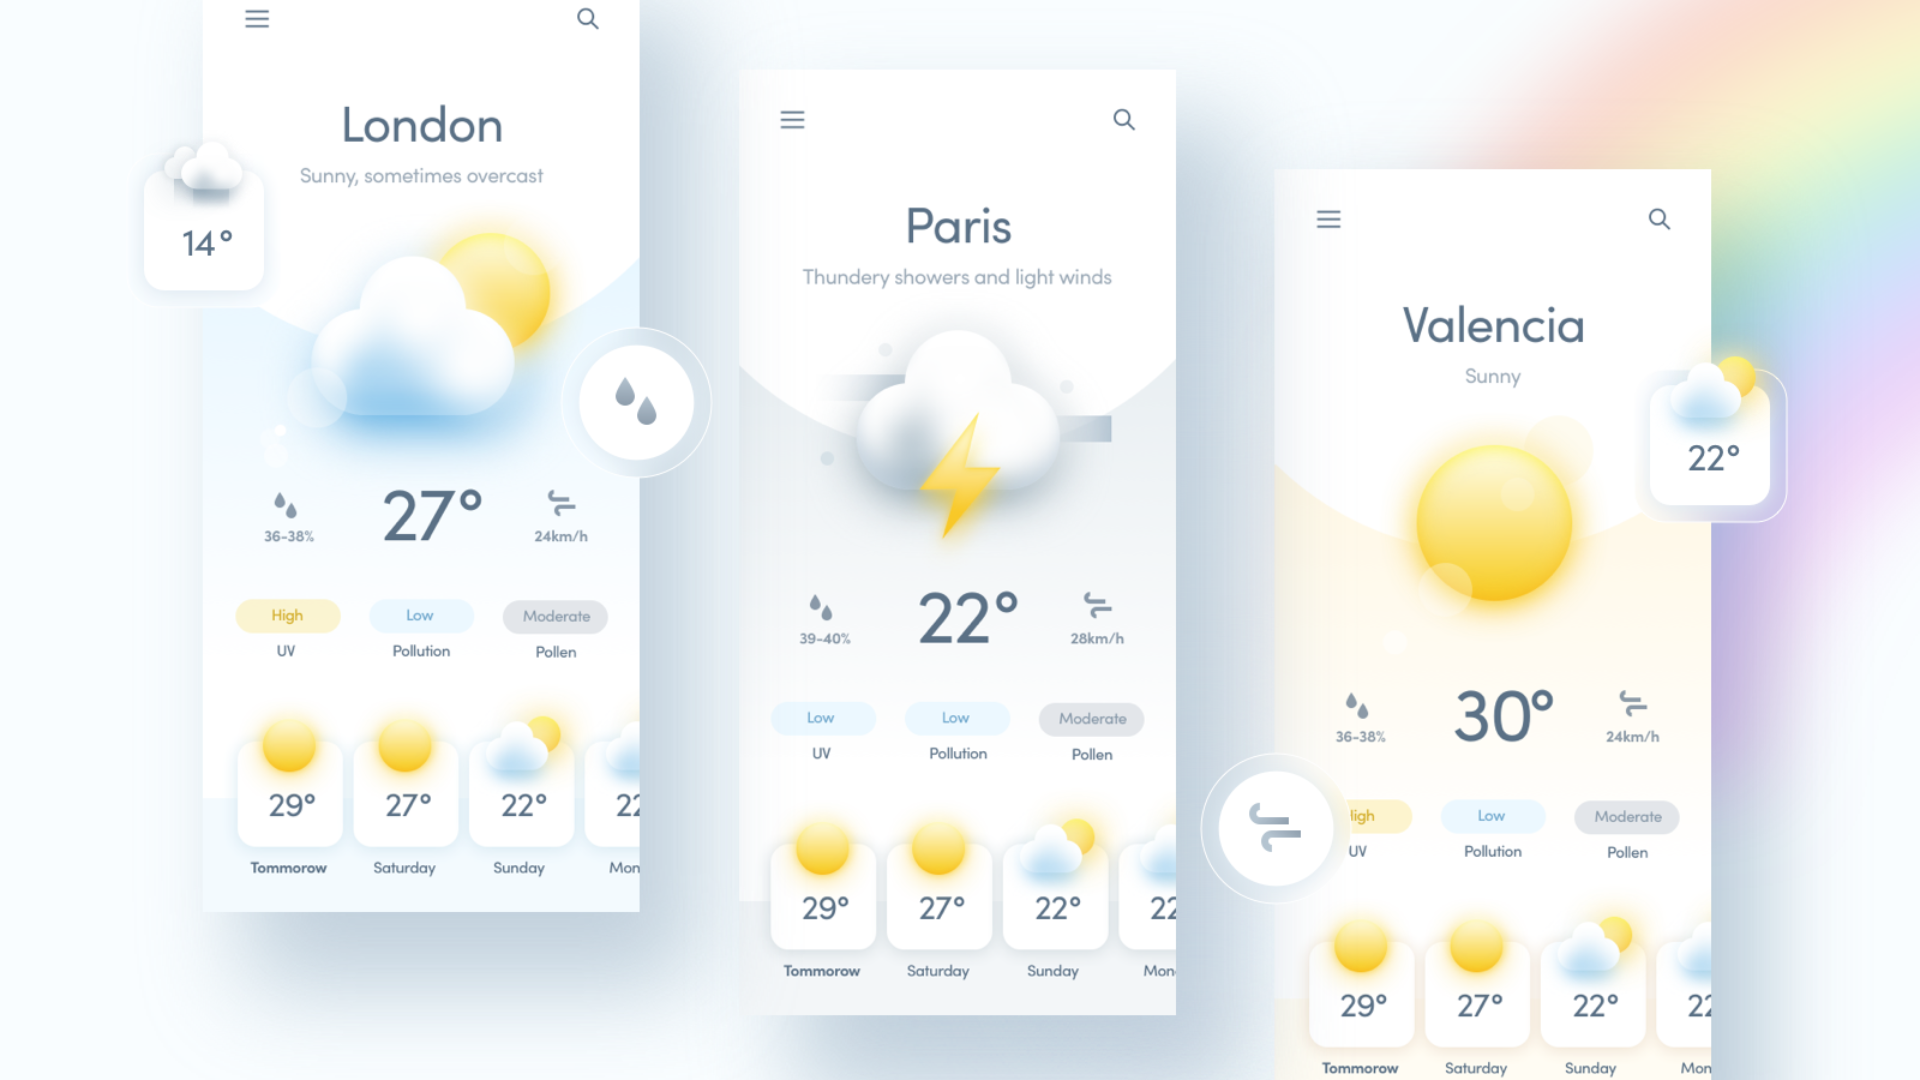 London
Sunny, sometimes overcast
14°
36-38%
27°
24km/h
High
Low
Moderate
UV
Pollution
Pollen
29°
27°
22°
22
Tommorow
Saturday
Sunday
Mon
Paris
Thundery showers and light winds
39-40%
22°
28km/h
Low
Low
Moderate
UV
Pollution
Pollen
29°
27°
22°
22
Tommorow
Saturday
Sunday
Mon
Valencia
Sunny
22°
36-38%
30°
24km/h
High
Low
Moderate
UV
Pollution
Pollen
29°
27°
22°
22
Tommorow
Saturday
Sunday
Mon